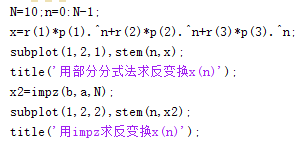 N=10;n=0:N-1;
x=r(1)*p(1).^n+r(2)*p(2).^n+r(3)*p(3).^n;
subplot(1,2,1),stem(n,x);
title('用部分分式法求反变换x(n)');
x2=impz(b,a,N);
subplot(1,2,2),stem(n,x2);
title('用impz求反变换x(n)');